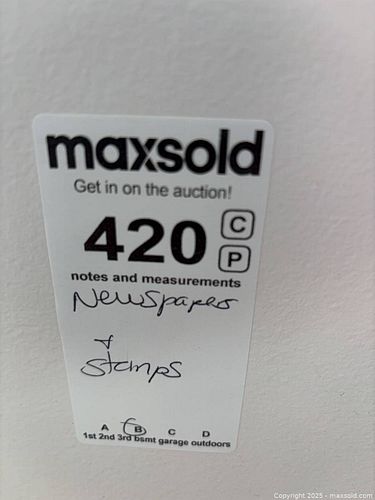 maxsold
Get in on the auction!
420 C
P
notes and measurements
Newspapers
+
Stamps
A B C D
1st 2nd 3rd bsmt garage outdoors
Copyright © 2025 - maxsold.com